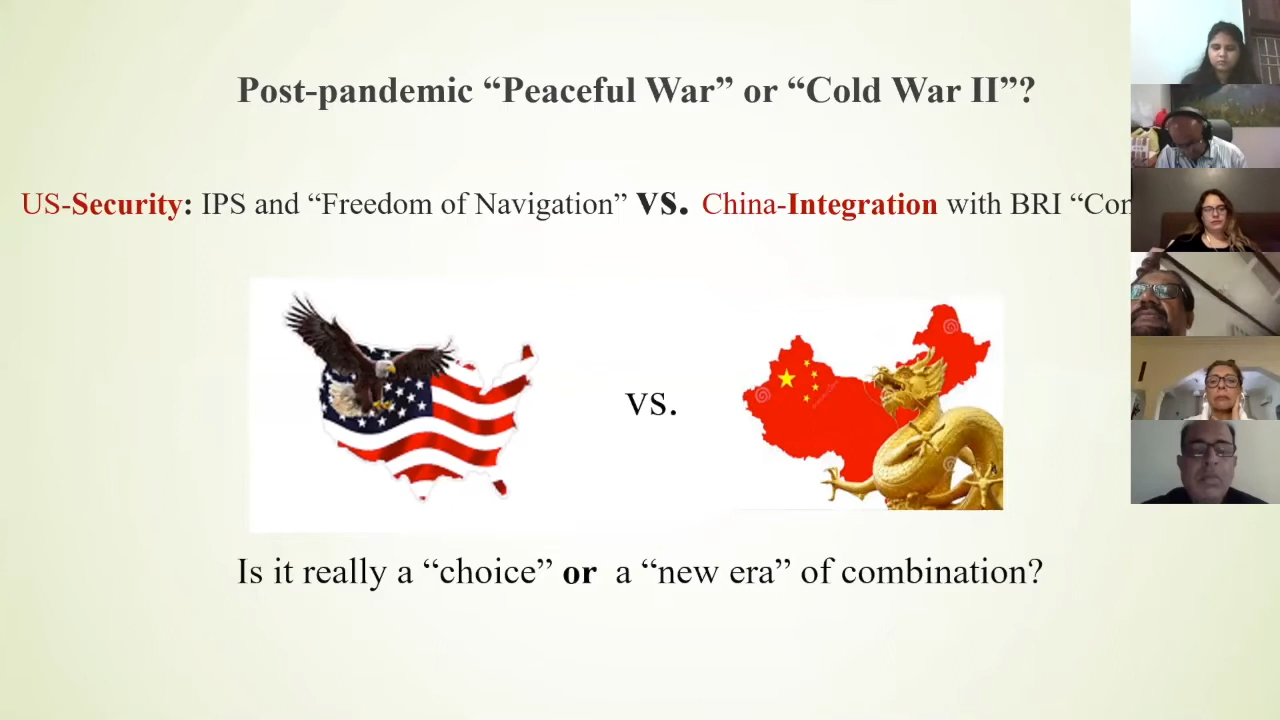 Post-pandemic “Peaceful War” or “Cold War II”?
US-Security: IPS and “Freedom of Navigation” vs. China-Integration with BRI
vs.
Is it really a “choice” or a “new era” of combination?